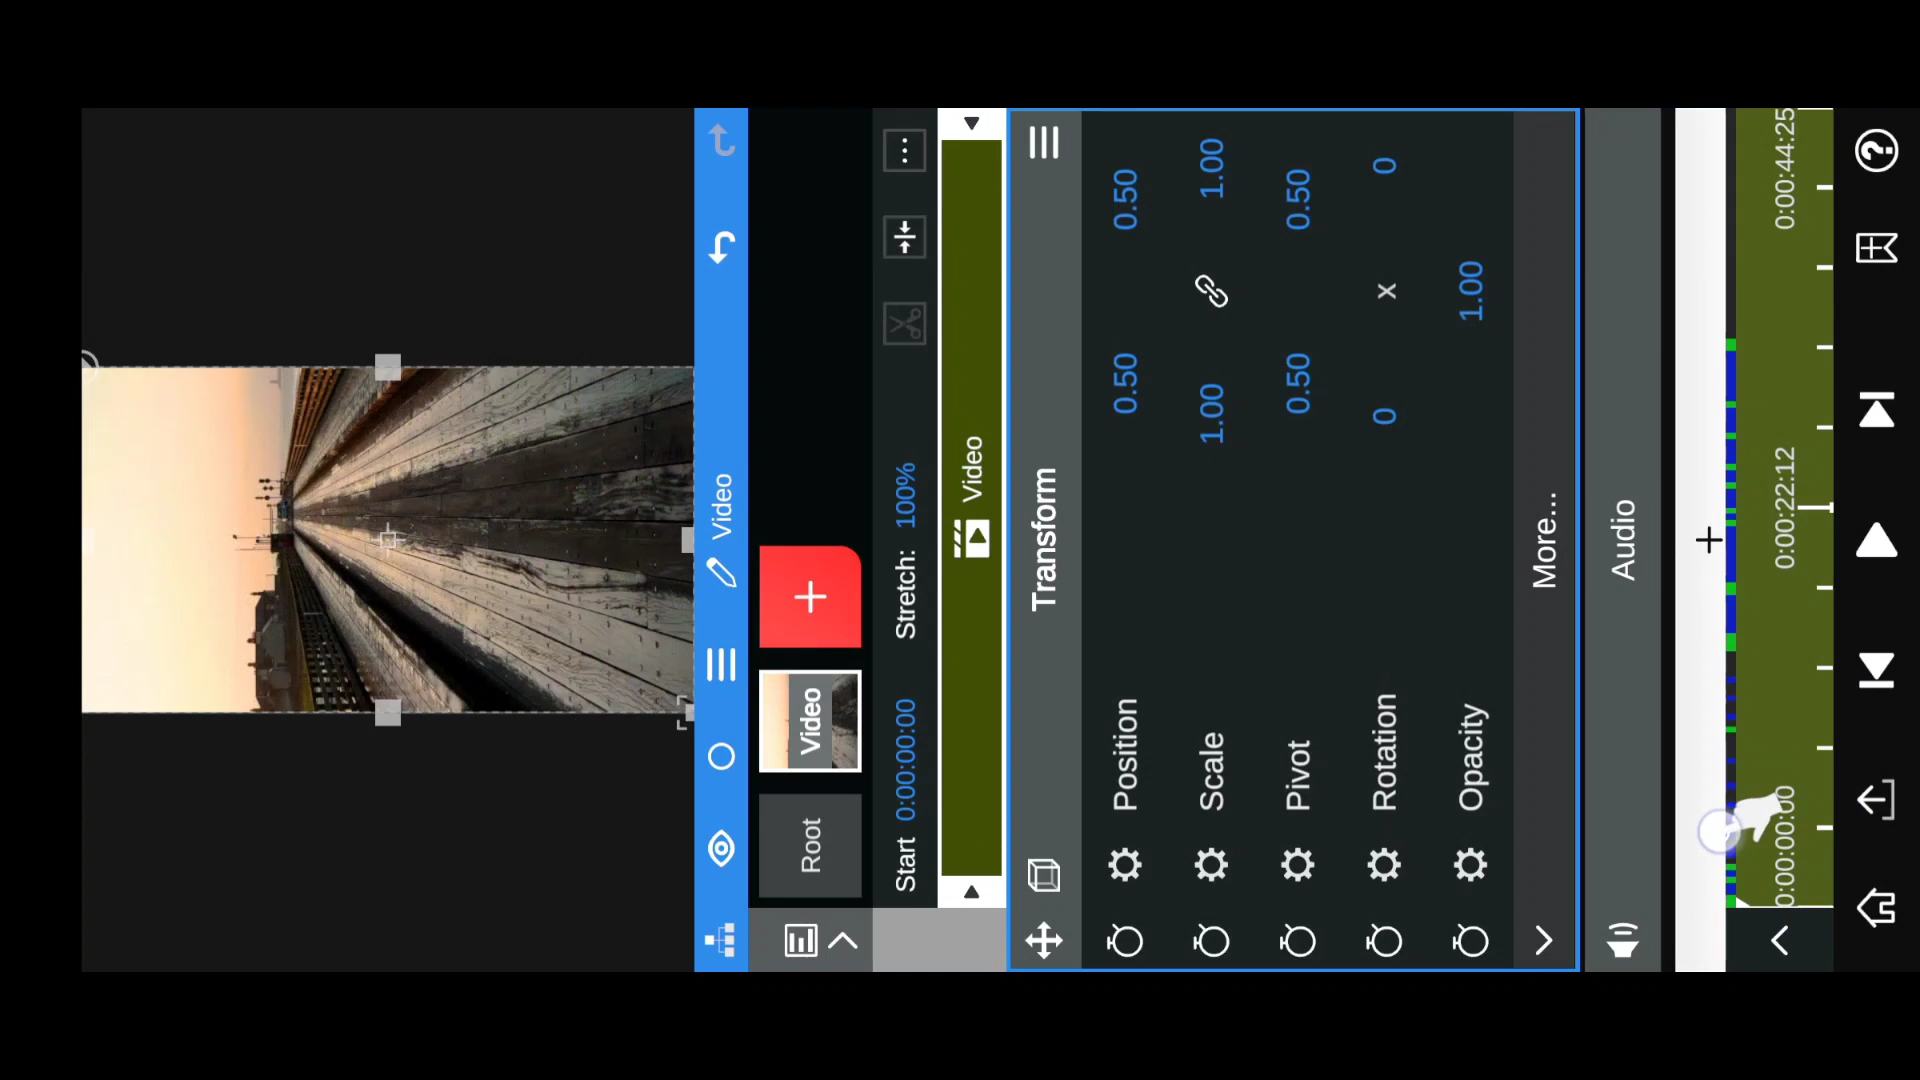 Video
Root
Video
Start 0:00:00:00 Stretch: 100%
Video
Transform
Position 0.50 0.50
Scale 1.00 1.00
Pivot 0.50 0.50
Rotation 0 x 0
Opacity 1.00
More...
Audio
0:00:00:00 0:00:22:12 0:00:44:25